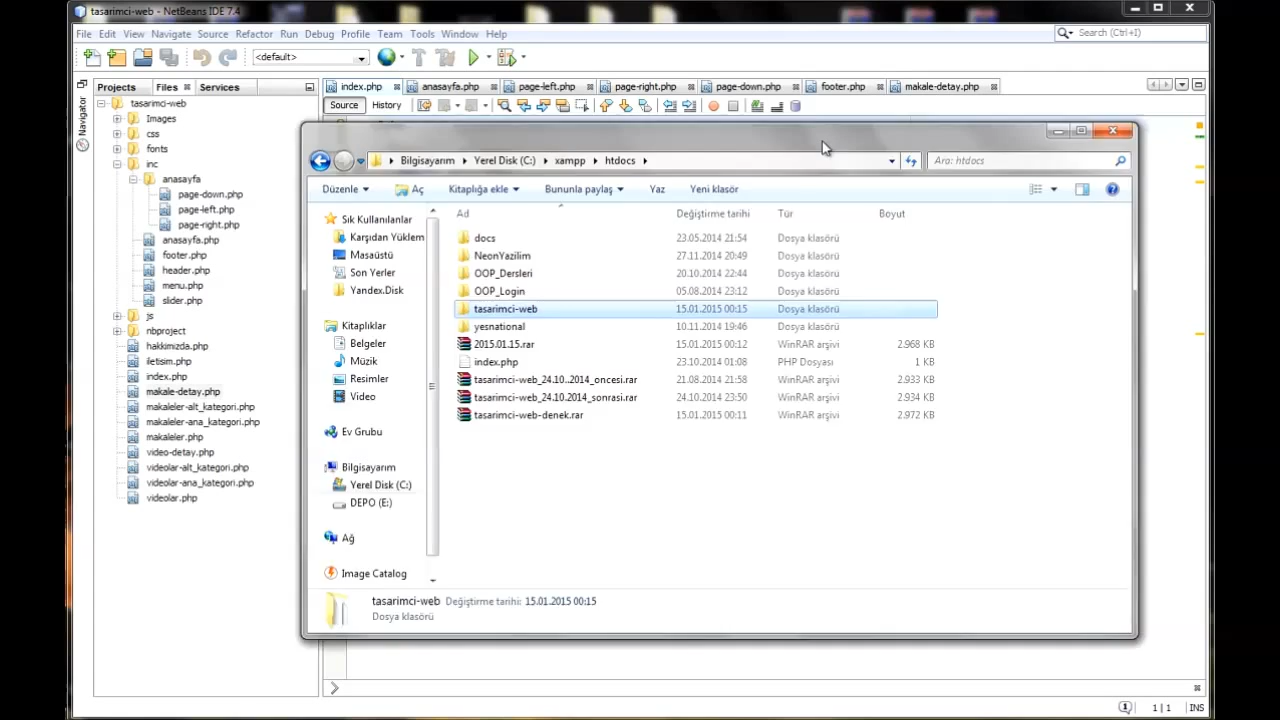 tasarimci-web - NetBeans IDE 7.4
File Edit View Navigate Source Refactor Run Debug Profile Team Tools Window Help
Search (Ctrl+I)
<default>
Projects Files Services
index.php anasayfa.php page-left.php page-right.php page-down.php footer.php makale-detay.php
Source History
Navigator
tasarimci-web
Images
css
fonts
inc
anasayfa
page-down.php
page-left.php
page-right.php
anasayfa.php
footer.php
header.php
menu.php
slider.php
js
nbproject
hakkimizda.php
iletisim.php
index.php
makale-detay.php
makaleler-alt_kategori.php
makaleler-ana_kategori.php
makaleler.php
video-detay.php
videolar-alt_kategori.php
videolar-ana_kategori.php
videolar.php
Bilgisayarım Yerel Disk (C:) xampp htdocs
Ara: htdocs
Düzenle Aç Kitaplığa ekle Bununla paylaş Yaz Yeni klasör
Sık Kullanılanlar
Karşıdan Yüklem
Masaüstü
Son Yerler
Yandex.Disk
Kitaplıklar
Belgeler
Müzik
Resimler
Video
Ev Grubu
Bilgisayarım
Yerel Disk (C:)
DEPO (E:)
Ağ
Image Catalog
Ad Değiştirme tarihi Tür Boyut
docs 23.05.2014 21:54 Dosya klasörü
NeonYazilim 27.11.2014 20:49 Dosya klasörü
OOP_Dersleri 20.10.2014 22:44 Dosya klasörü
OOP_Login 05.08.2014 23:12 Dosya klasörü
tasarimci-web 15.01.2015 00:15 Dosya klasörü
yesnational 10.11.2014 19:46 Dosya klasörü
2015.01.15.rar 15.01.2015 00:12 WinRAR arşivi 2.968 KB
index.php 23.10.2014 01:08 PHP Dosyası 1 KB
tasarimci-web_24.10..2014_oncesi.rar 21.08.2014 21:58 WinRAR arşivi 2.933 KB
tasarimci-web_24.10.2014_sonrasi.rar 24.10.2014 23:50 WinRAR arşivi 2.934 KB
tasarimci-web-denek.rar 15.01.2015 00:11 WinRAR arşivi 2.972 KB
tasarimci-web Değiştirme tarihi: 15.01.2015 00:15
Dosya klasörü
1 | 1 INS